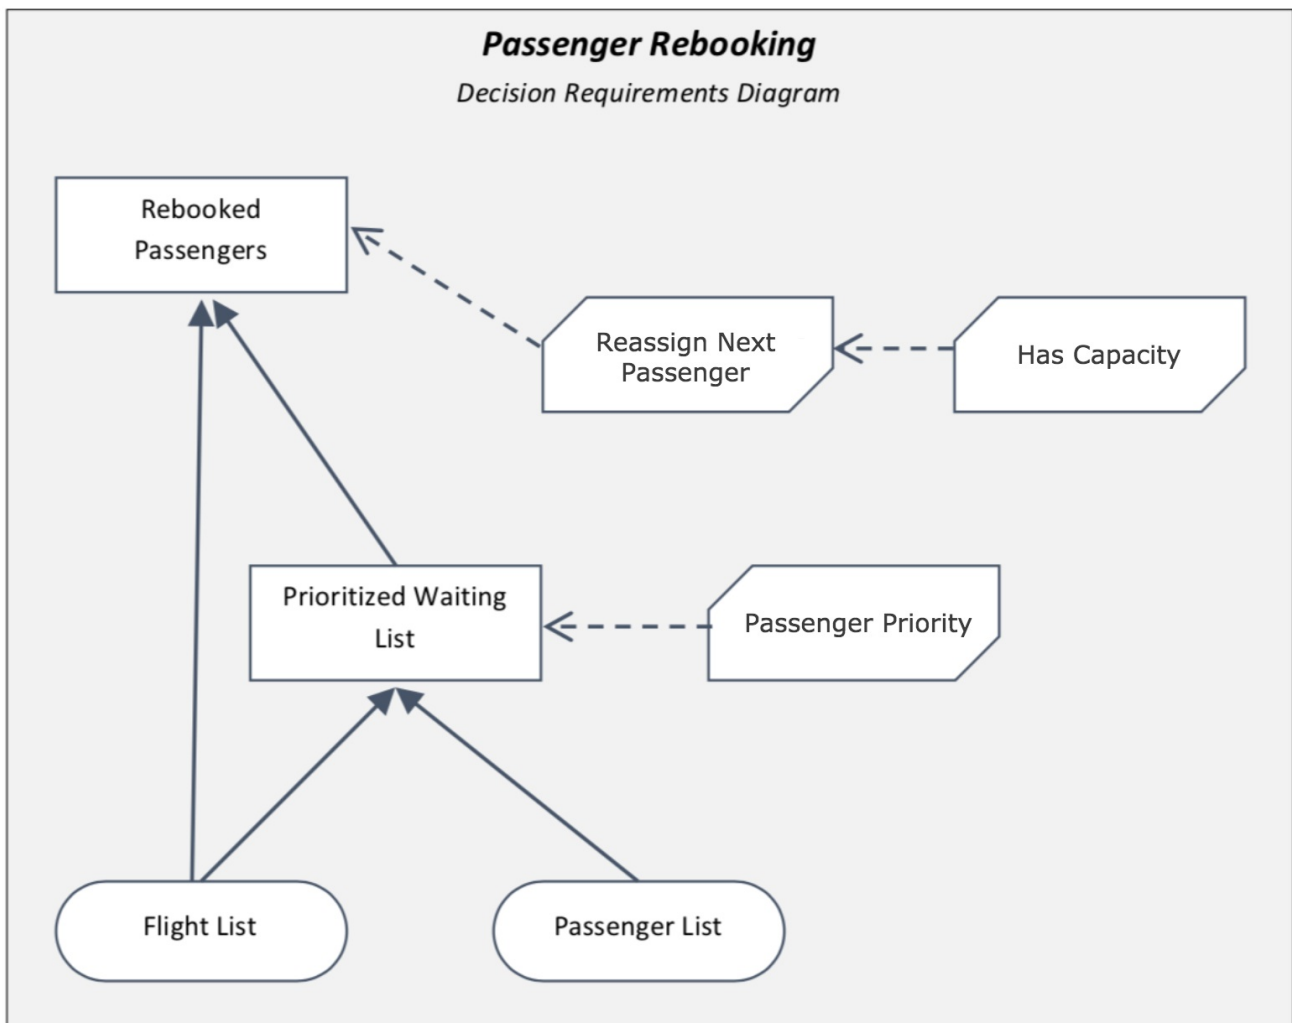 Passenger Rebooking
Decision Requirements Diagram
Rebooked
Passengers
Reassign Next
Passenger
Has Capacity
Prioritized Waiting
List
Passenger Priority
Flight List
Passenger List